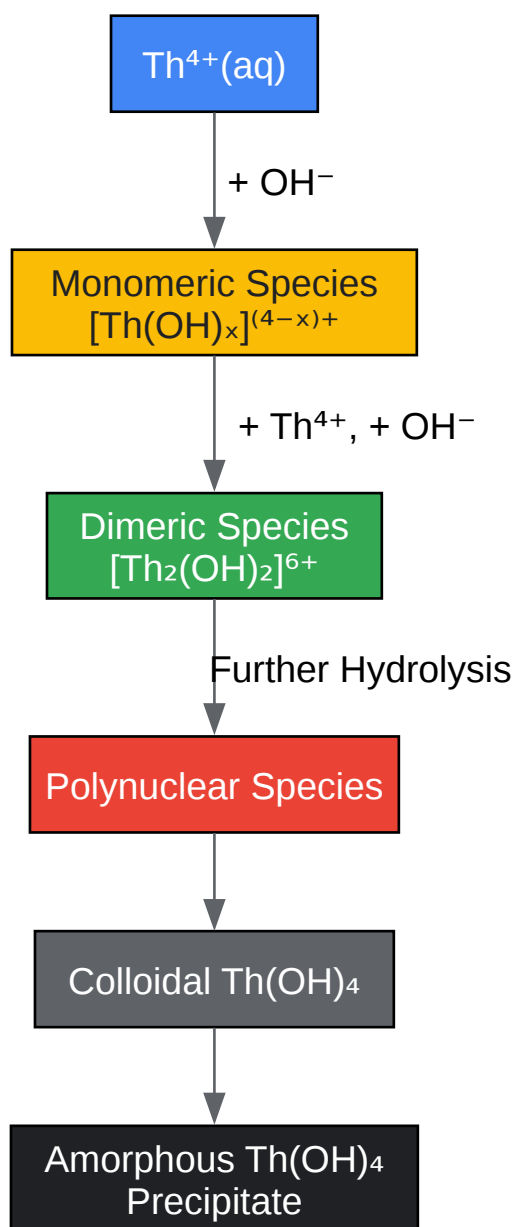 Th⁴⁺(aq)
+ OH⁻
Monomeric Species
[Th(OH)ₓ]⁽⁴⁻ˣ⁾⁺
+ Th⁴⁺, + OH⁻
Dimeric Species
[Th₂(OH)₂]⁶⁺
Further Hydrolysis
Polynuclear Species
Colloidal Th(OH)₄
Amorphous Th(OH)₄
Precipitate